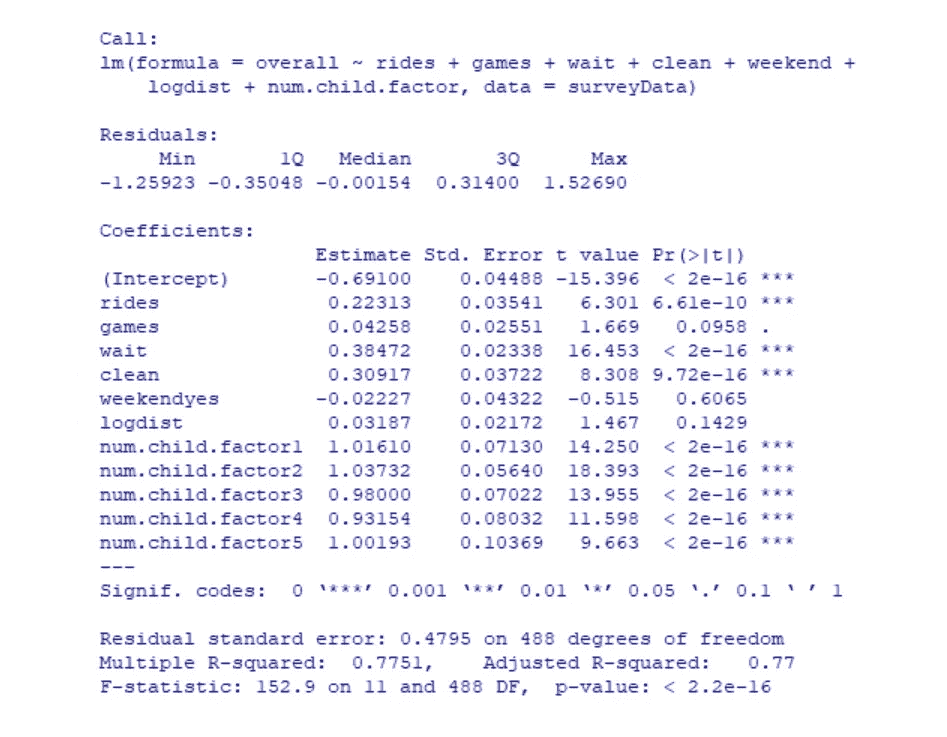 Call:
lm(formula = overall ~ rides + games + wait + clean + weekend +
    logdist + num.child.factor, data = surveyData)
Residuals:
     Min       1Q   Median       3Q      Max
-1.25923 -0.35048 -0.00154  0.31400  1.52690
Coefficients:
                  Estimate Std. Error t value Pr(>|t|)
(Intercept)       -0.69100    0.04488 -15.396  < 2e-16 ***
rides              0.22313    0.03541   6.301 6.61e-10 ***
games              0.04258    0.02551   1.669   0.0958 .
wait               0.38472    0.02338  16.453  < 2e-16 ***
clean              0.30917    0.03722   8.308 9.72e-16 ***
weekendyes        -0.02227    0.04322  -0.515   0.6065
logdist            0.03187    0.02172   1.467   0.1429
num.child.factor1  1.01610    0.07130  14.250  < 2e-16 ***
num.child.factor2  1.03732    0.05640  18.393  < 2e-16 ***
num.child.factor3  0.98000    0.07022  13.955  < 2e-16 ***
num.child.factor4  0.93154    0.08032  11.598  < 2e-16 ***
num.child.factor5  1.00193    0.10369   9.663  < 2e-16 ***
---
Signif. codes:  0 ‘***’ 0.001 ‘**’ 0.01 ‘*’ 0.05 ‘.’ 0.1 ‘ ’ 1
Residual standard error: 0.4795 on 488 degrees of freedom
Multiple R-squared:  0.7751,    Adjusted R-squared:   0.77
F-statistic: 152.9 on 11 and 488 DF,  p-value: < 2.2e-16